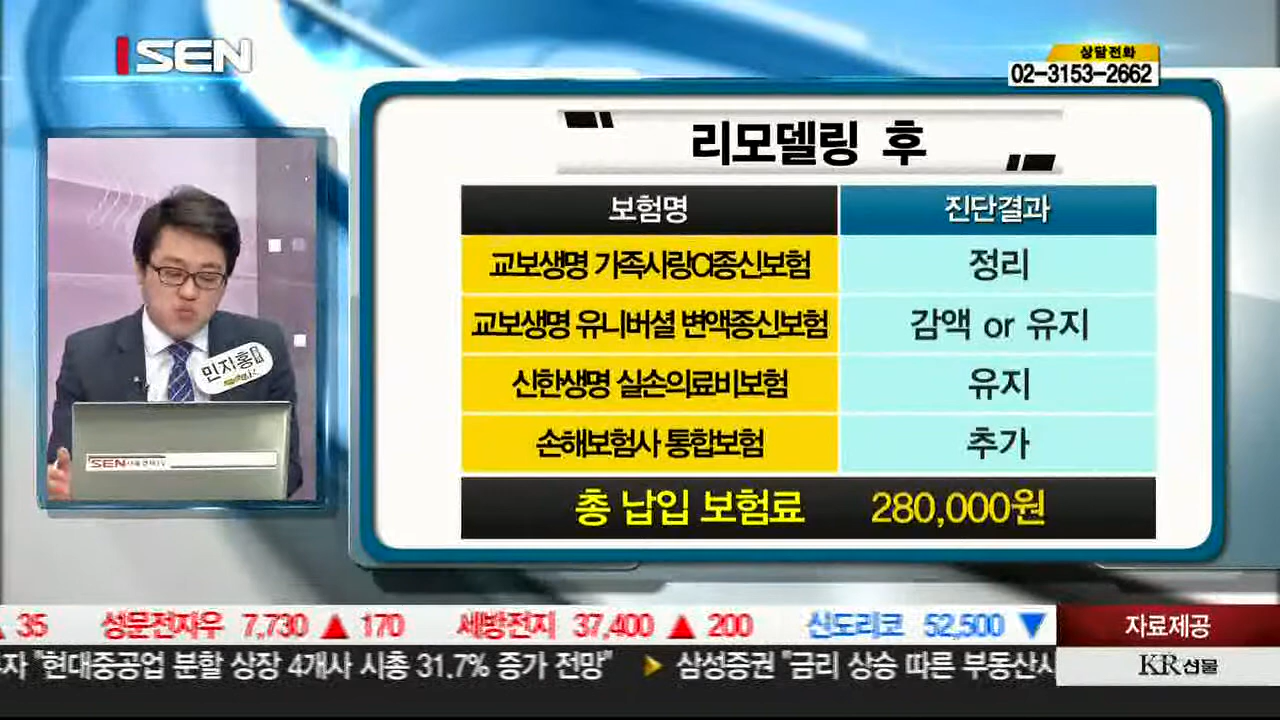 SEN
상담전화
02-3153-2662
리모델링 후
보험명 진단결과
교보생명 가족사랑CI종신보험 정리
교보생명 유니버셜 변액종신보험 감액 or 유지
신한생명 실손의료비보험 유지
손해보험사 통합보험 추가
총 납입 보험료 280,000원
민지홍
SEN 서울경제TV
▲ 35 성문전자우 7,730 ▲ 170 세방전지 37,400 ▲ 200 신도리코 52,500 ▼
자료제공
자 "현대중공업 분할 상장 4개사 시총 31.7% 증가 전망" ▶ 삼성증권 "금리 상승 따른 부동산시
KR선물